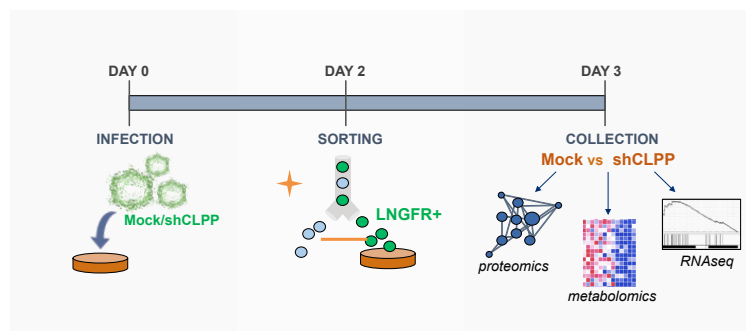 DAY 0
DAY 2
DAY 3
INFECTION
SORTING
COLLECTION
Mock vs shCLPP
Mock/shCLPP
LNGFR+
proteomics
metabolomics
RNAseq